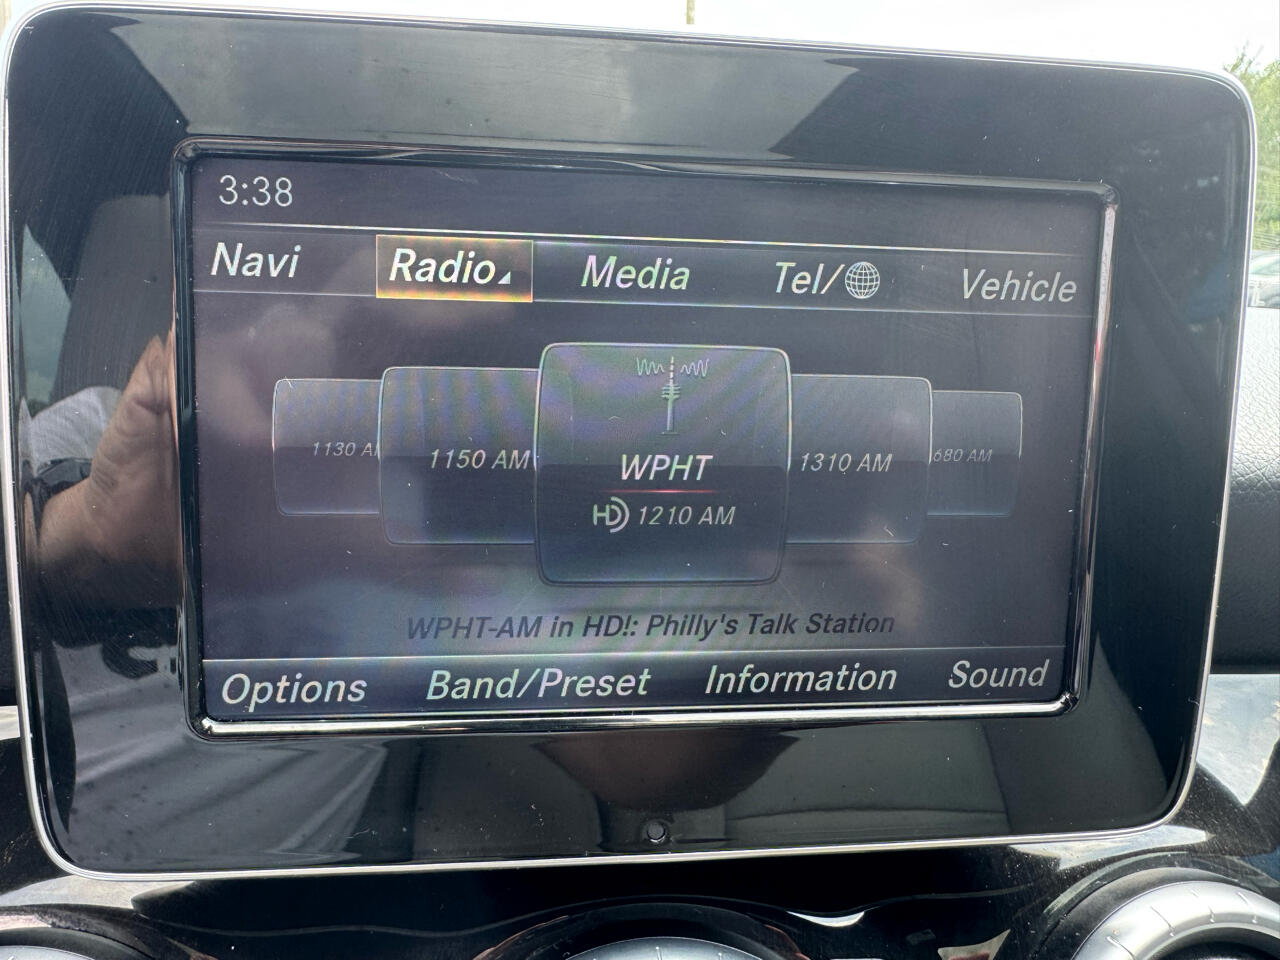 3:38
Navi Radio Media Tel/ Vehicle
1130 AM 1150 AM WPHT 1310 AM 680 AM
HD 1210 AM
WPHT-AM in HD!: Philly's Talk Station
Options Band/Preset Information Sound